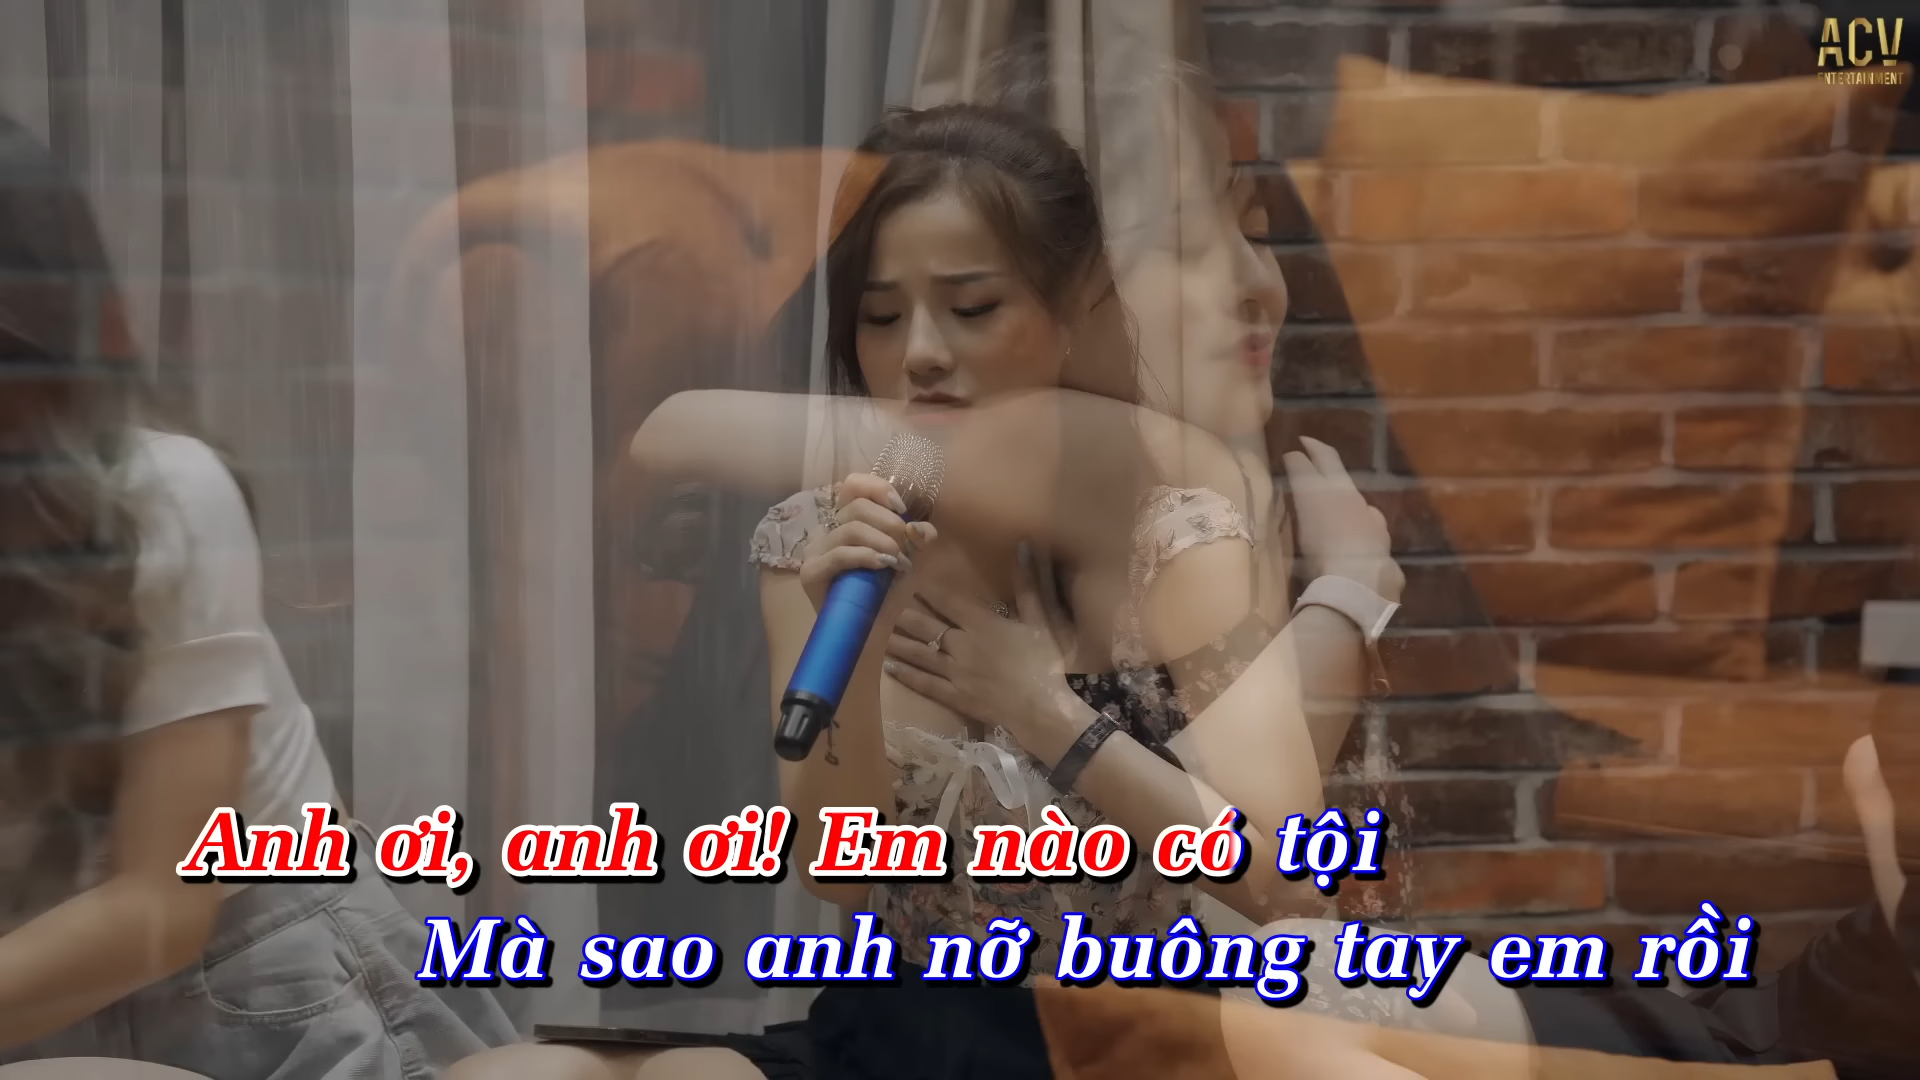 ACV
ENTERTAINMENT
Anh ơi, anh ơi! Em nào có tội
Mà sao anh nỡ buông tay em rồi